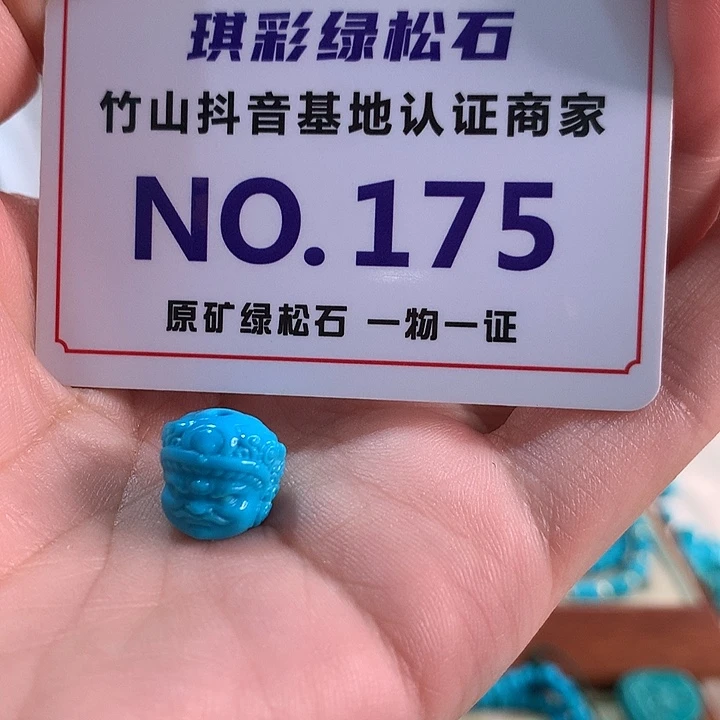 琪彩绿松石
竹山抖音基地认证商家
NO.175
原矿绿松石 一物一证